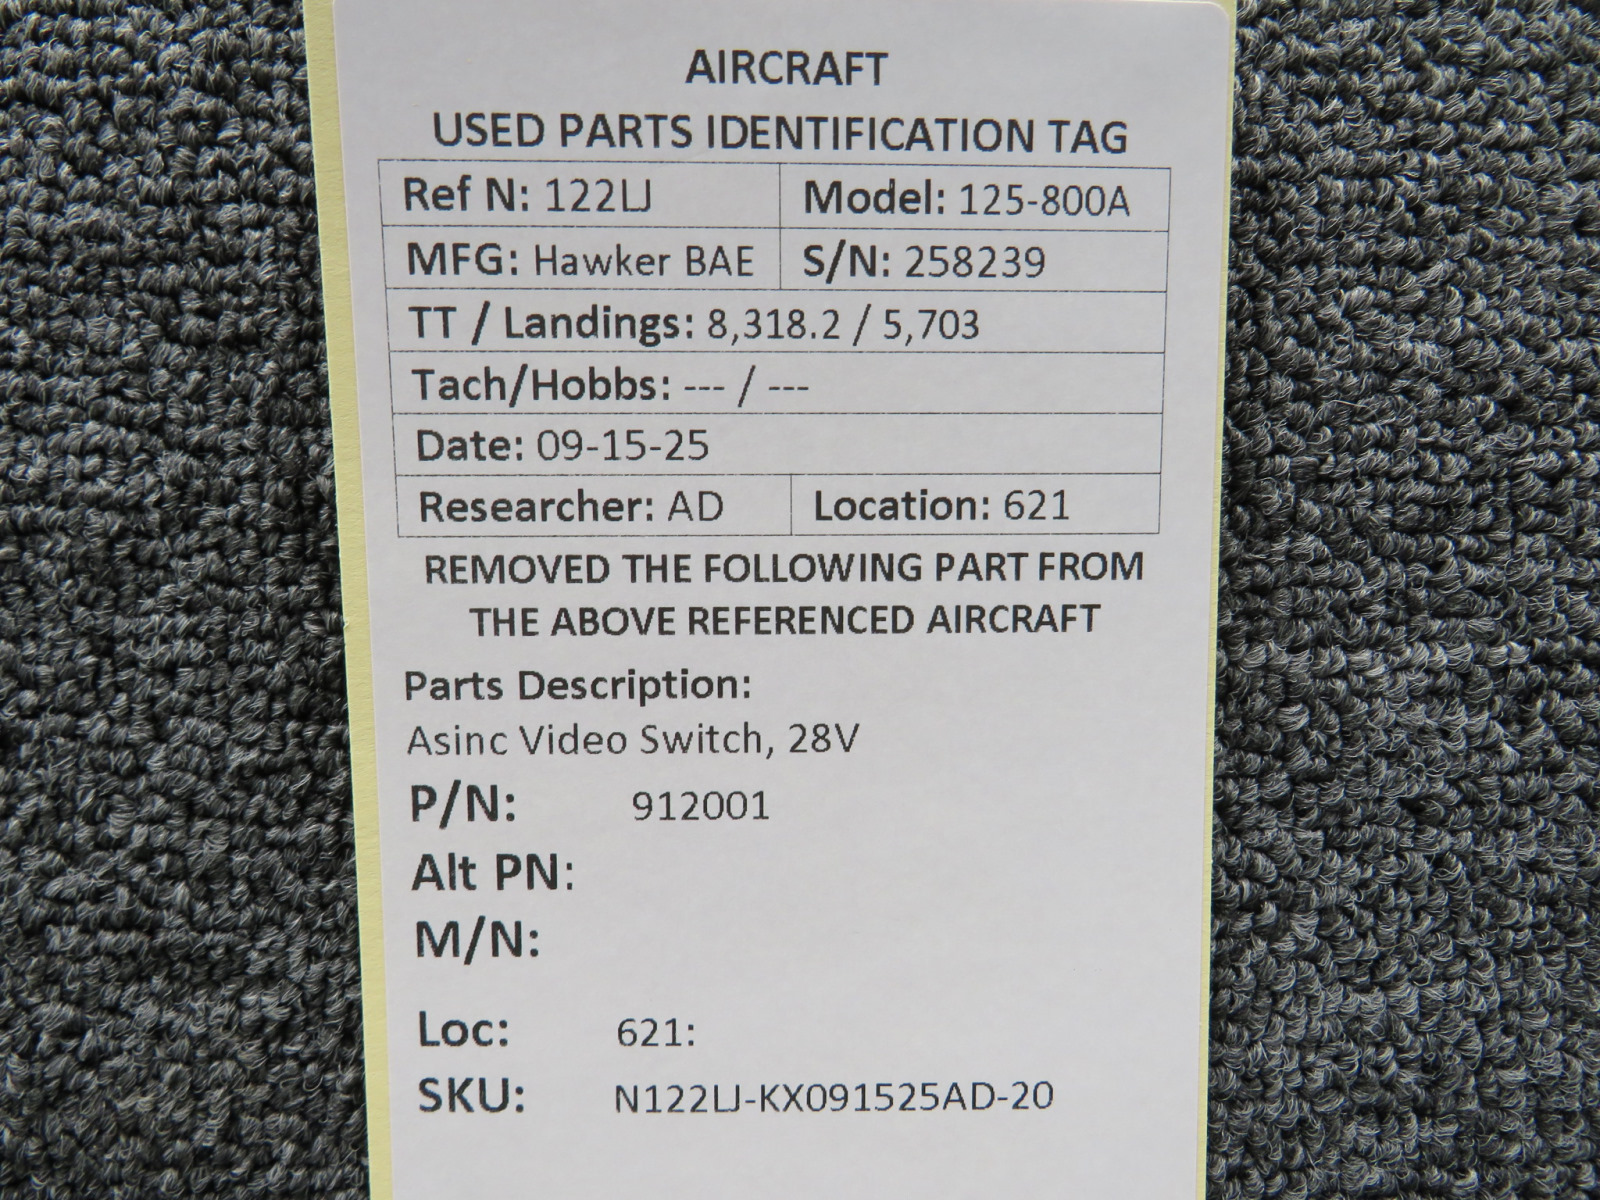 AIRCRAFT
USED PARTS IDENTIFICATION TAG
Ref N: 122LJ Model: 125-800A
MFG: Hawker BAE S/N: 258239
TT / Landings: 8,318.2 / 5,703
Tach/Hobbs: --- / ---
Date: 09-15-25
Researcher: AD Location: 621
REMOVED THE FOLLOWING PART FROM
THE ABOVE REFERENCED AIRCRAFT
Parts Description:
Asinc Video Switch, 28V
P/N: 912001
Alt PN:
M/N:
Loc: 621:
SKU: N122LJ-KX091525AD-20